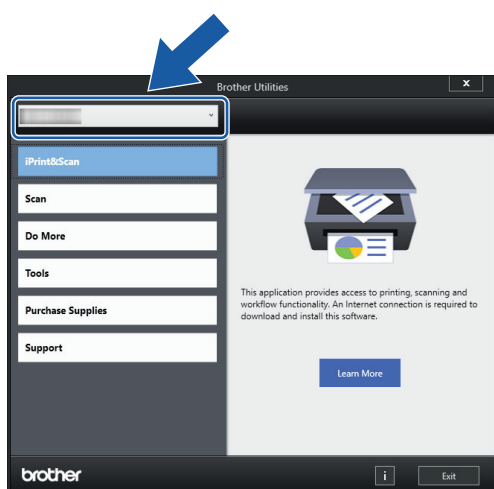 Brother Utilities
x
iPrint&Scan
Scan
Do More
Tools
Purchase Supplies
Support
This application provides access to printing, scanning and
workflow functionality. An Internet connection is required to
download and install this software.
Learn More
brother
i
Exit